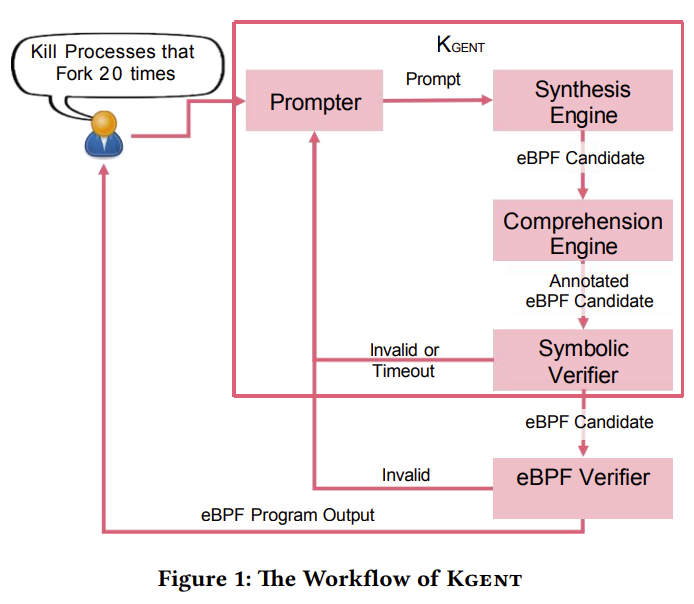 Kill Processes that
Fork 20 times
KGENT
Prompter
Prompt
Synthesis
Engine
eBPF Candidate
Comprehension
Engine
Annotated
eBPF Candidate
Invalid or
Timeout
Symbolic
Verifier
eBPF Candidate
Invalid
eBPF Verifier
eBPF Program Output
Figure 1: The Workflow of KGENT